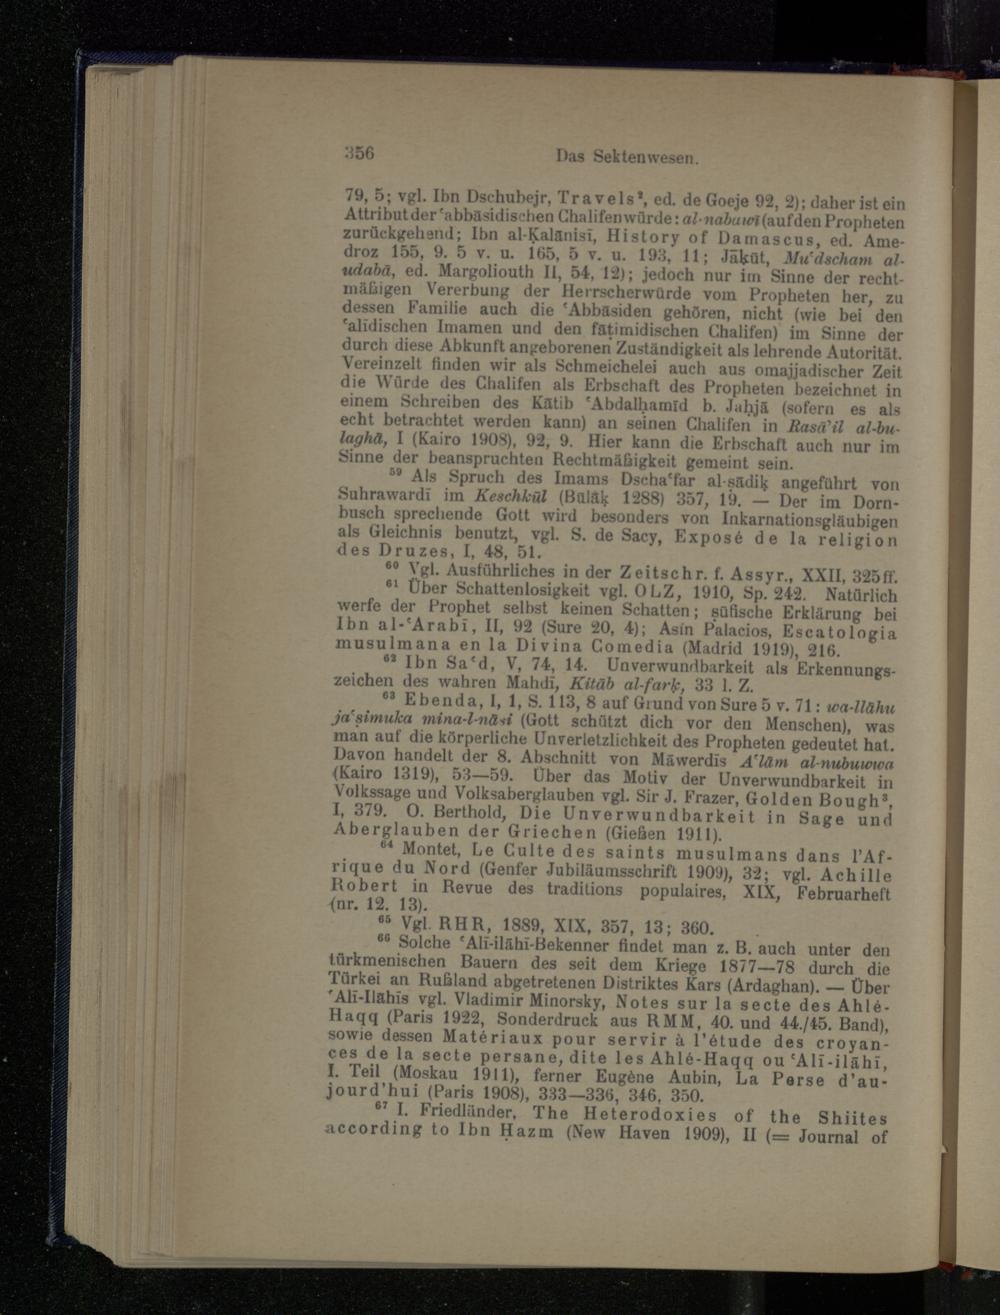 356 Das Sektenwesen.
79, 5; vgl. Ibn Dschubejr, Travels², ed. de Goeje 92, 2); daher ist ein
Attribut der ʿabbāsidischen Chalifenwürde: al-nabawī (auf den Propheten
zurückgehend; Ibn al-Ḳalānisī, History of Damascus, ed. Ame-
droz 155, 9. 5 v. u. 165, 5 v. u. 193, 11; Jāḳūt, Muʿdscham al-
udabā, ed. Margoliouth II, 54, 12); jedoch nur im Sinne der recht-
mäßigen Vererbung der Herrscherwürde vom Propheten her, zu
dessen Familie auch die ʿAbbāsiden gehören, nicht (wie bei den
ʿalīdischen Imamen und den fāṭimidischen Chalifen) im Sinne der
durch diese Abkunft angeborenen Zuständigkeit als lehrende Autorität.
Vereinzelt finden wir als Schmeichelei auch aus omajjadischer Zeit
die Würde des Chalifen als Erbschaft des Propheten bezeichnet in
einem Schreiben des Kātib ʿAbdalḥamīd b. Jaḥjā (sofern es als
echt betrachtet werden kann) an seinen Chalifen in Rasāʾil al-bu-
laghā, I (Kairo 1908), 92, 9. Hier kann die Erbschaft auch nur im
Sinne der beanspruchten Rechtmäßigkeit gemeint sein.
⁵⁹ Als Spruch des Imams Dschaʿfar al-ṣādiḳ angeführt von
Suhrawardī im Keschkūl (Būlāḳ 1288) 357, 19. — Der im Dorn-
busch sprechende Gott wird besonders von Inkarnationsgläubigen
als Gleichnis benutzt, vgl. S. de Sacy, Exposé de la religion
des Druzes, I, 48, 51.
⁶⁰ Vgl. Ausführliches in der Zeitschr. f. Assyr., XXII, 325 ff.
⁶¹ Über Schattenlosigkeit vgl. OLZ, 1910, Sp. 242. Natürlich
werfe der Prophet selbst keinen Schatten; ṣūfische Erklärung bei
Ibn al-ʿArabī, II, 92 (Sure 20, 4); Asín Palacios, Escatologia
musulmana en la Divina Comedia (Madrid 1919), 216.
⁶² Ibn Saʿd, V, 74, 14. Unverwundbarkeit als Erkennungs-
zeichen des wahren Mahdī, Kitāb al-farḳ, 33 l. Z.
⁶³ Ebenda, I, 1, S. 113, 8 auf Grund von Sure 5 v. 71: wa-llāhu
jaʿṣimuka mina-l-nāsi (Gott schützt dich vor den Menschen), was
man auf die körperliche Unverletzlichkeit des Propheten gedeutet hat.
Davon handelt der 8. Abschnitt von Māwerdīs Aʿlām al-nubuwwa
(Kairo 1319), 53—59. Über das Motiv der Unverwundbarkeit in
Volkssage und Volksaberglauben vgl. Sir J. Frazer, Golden Bough³,
I, 379. O. Berthold, Die Unverwundbarkeit in Sage und
Aberglauben der Griechen (Gießen 1911).
⁶⁴ Montet, Le Culte des saints musulmans dans l'Af-
rique du Nord (Genfer Jubiläumsschrift 1909), 32; vgl. Achille
Robert in Revue des traditions populaires, XIX, Februarheft
(nr. 12. 13).
⁶⁵ Vgl. RHR, 1889, XIX, 357, 13; 360.
⁶⁶ Solche ʿAlī-ilāhī-Bekenner findet man z. B. auch unter den
türkmenischen Bauern des seit dem Kriege 1877—78 durch die
Türkei an Rußland abgetretenen Distriktes Kars (Ardaghan). — Über
ʿAlī-Ilāhīs vgl. Vladimir Minorsky, Notes sur la secte des Ahlé-
Haqq (Paris 1922, Sonderdruck aus RMM, 40. und 44./45. Band),
sowie dessen Matériaux pour servir à l'étude des croyan-
ces de la secte persane, dite les Ahlé-Haqq ou ʿAlī-ilāhī,
I. Teil (Moskau 1911), ferner Eugène Aubin, La Perse d'au-
jourd'hui (Paris 1908), 333—336, 346, 350.
⁶⁷ I. Friedländer, The Heterodoxies of the Shiites
according to Ibn Ḥazm (New Haven 1909), II (= Journal of